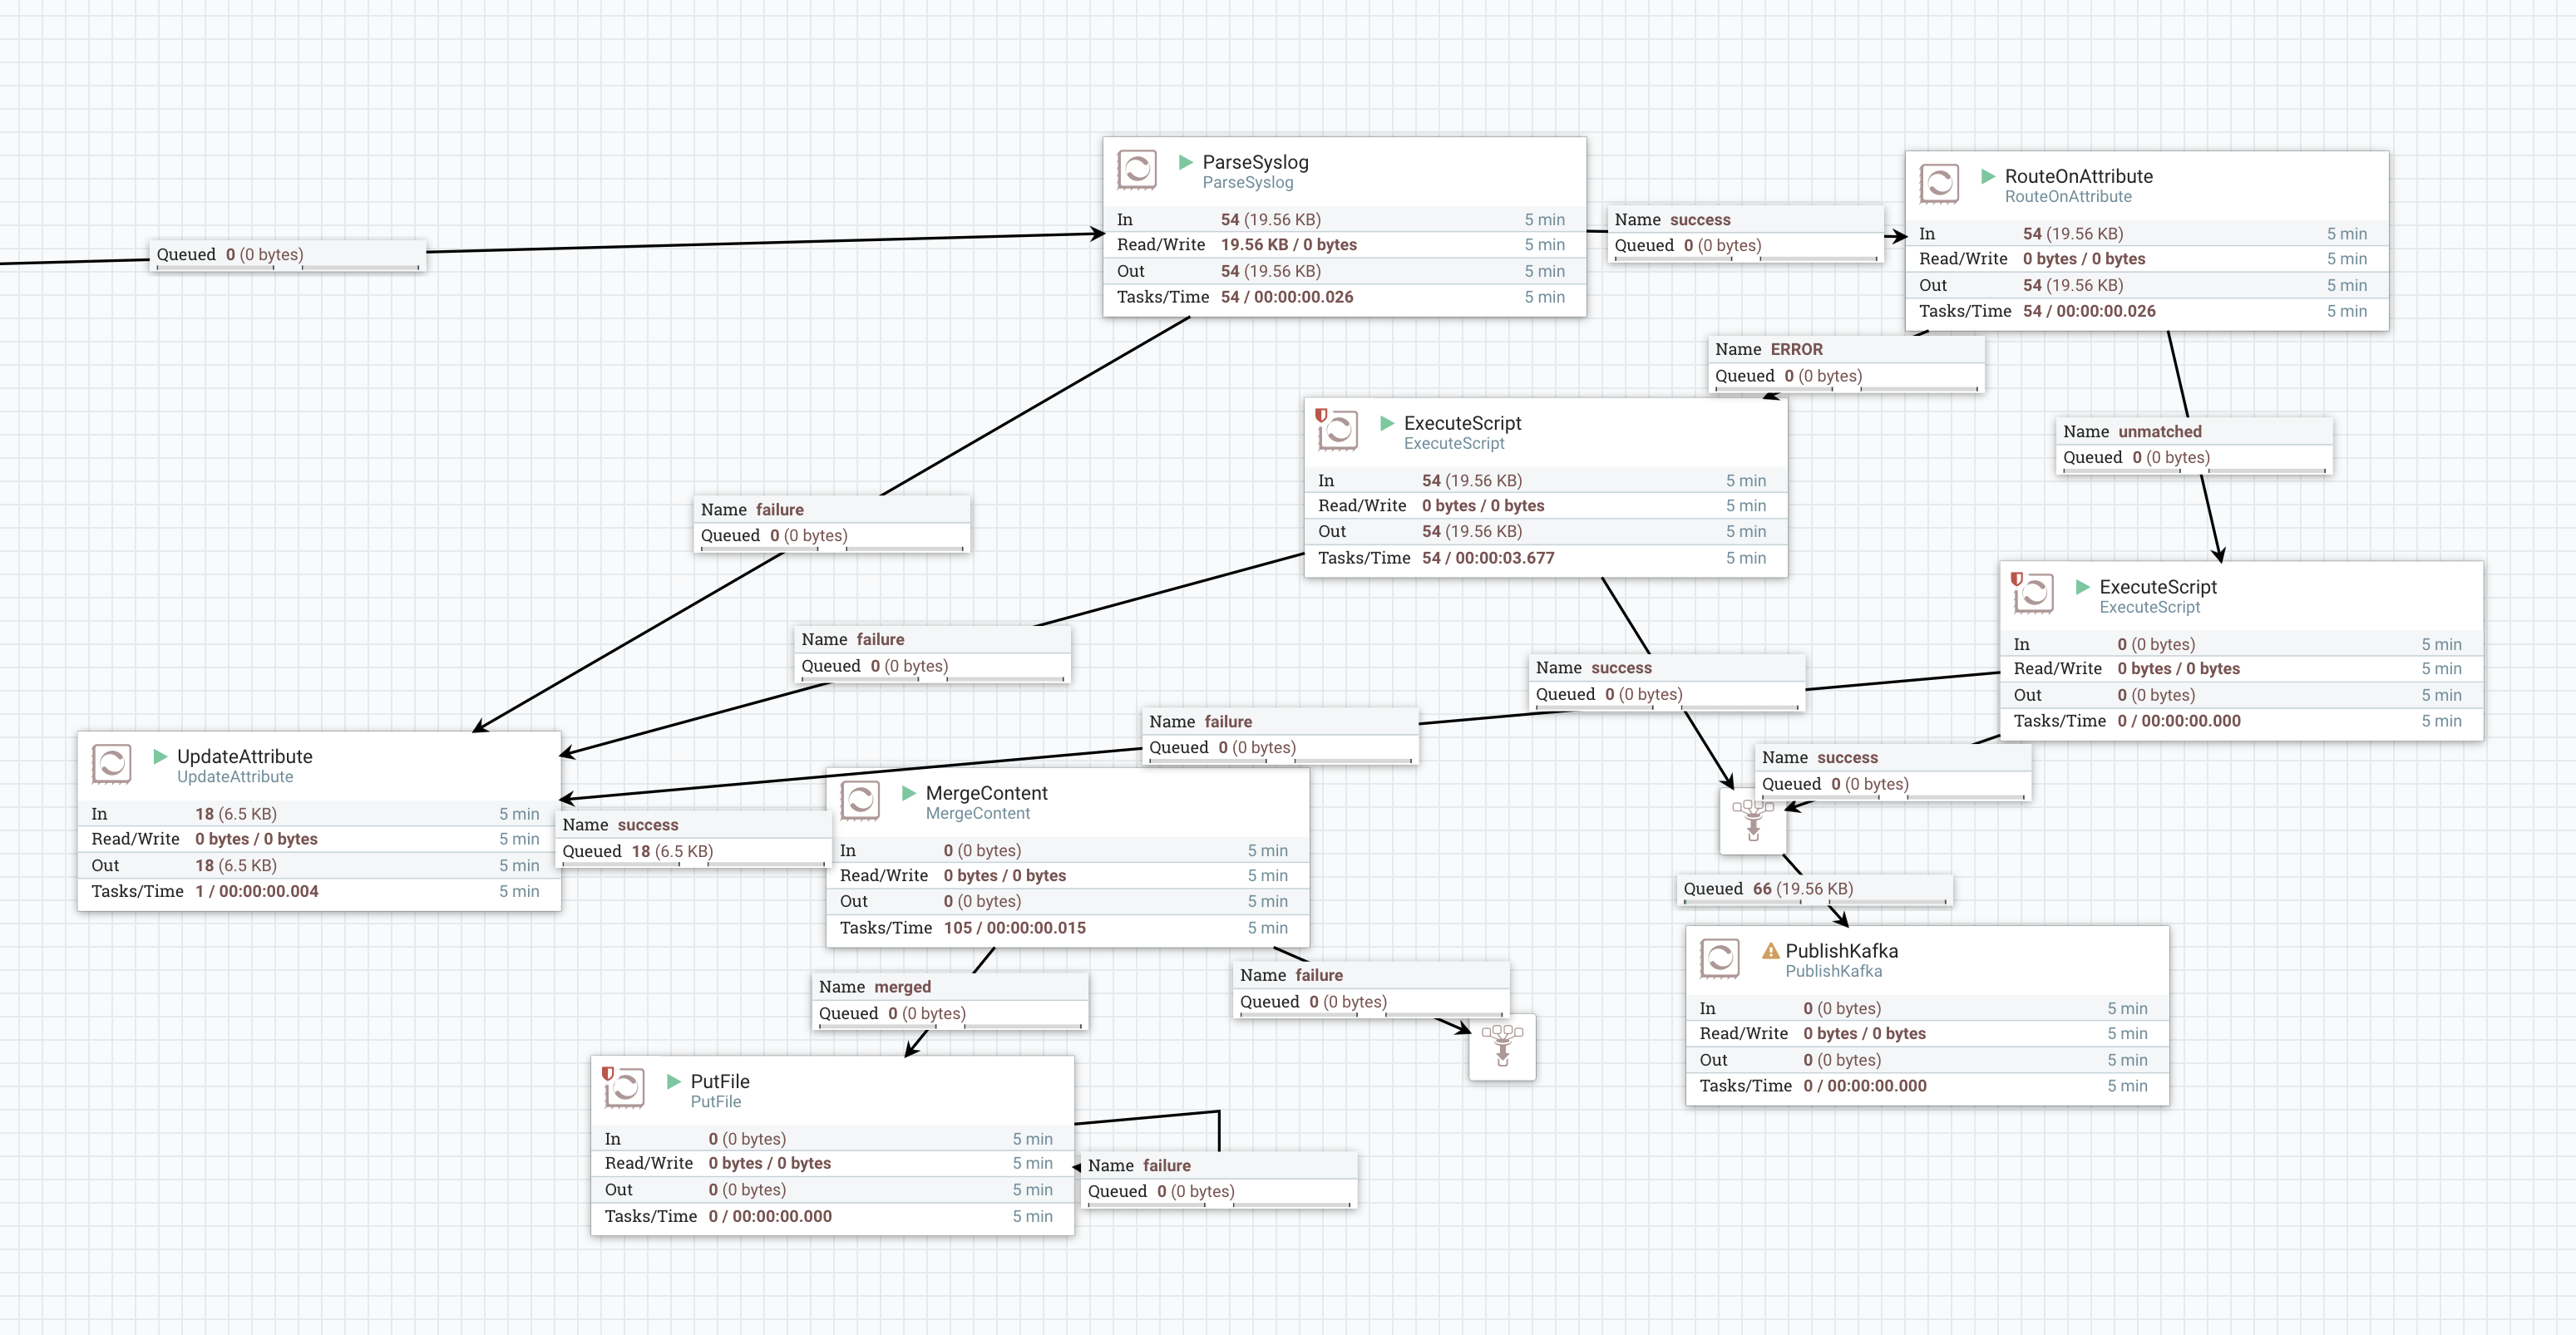 Queued 0 (0 bytes)
ParseSyslog
ParseSyslog
In 54 (19.56 KB) 5 min
Read/Write 19.56 KB / 0 bytes 5 min
Out 54 (19.56 KB) 5 min
Tasks/Time 54 / 00:00:00.026 5 min
Name success
Queued 0 (0 bytes)
RouteOnAttribute
RouteOnAttribute
In 54 (19.56 KB) 5 min
Read/Write 0 bytes / 0 bytes 5 min
Out 54 (19.56 KB) 5 min
Tasks/Time 54 / 00:00:00.026 5 min
Name ERROR
Queued 0 (0 bytes)
ExecuteScript
ExecuteScript
In 54 (19.56 KB) 5 min
Read/Write 0 bytes / 0 bytes 5 min
Out 54 (19.56 KB) 5 min
Tasks/Time 54 / 00:00:03.677 5 min
Name unmatched
Queued 0 (0 bytes)
Name failure
Queued 0 (0 bytes)
Name failure
Queued 0 (0 bytes)
Name success
Queued 0 (0 bytes)
ExecuteScript
ExecuteScript
In 0 (0 bytes) 5 min
Read/Write 0 bytes / 0 bytes 5 min
Out 0 (0 bytes) 5 min
Tasks/Time 0 / 00:00:00.000 5 min
Name failure
Queued 0 (0 bytes)
Name success
Queued 0 (0 bytes)
UpdateAttribute
UpdateAttribute
In 18 (6.5 KB) 5 min
Read/Write 0 bytes / 0 bytes 5 min
Out 18 (6.5 KB) 5 min
Tasks/Time 1 / 00:00:00.004 5 min
Name success
Queued 18 (6.5 KB)
MergeContent
MergeContent
In 0 (0 bytes) 5 min
Read/Write 0 bytes / 0 bytes 5 min
Out 0 (0 bytes) 5 min
Tasks/Time 105 / 00:00:00.015 5 min
Queued 66 (19.56 KB)
PublishKafka
PublishKafka
In 0 (0 bytes) 5 min
Read/Write 0 bytes / 0 bytes 5 min
Out 0 (0 bytes) 5 min
Tasks/Time 0 / 00:00:00.000 5 min
Name merged
Queued 0 (0 bytes)
Name failure
Queued 0 (0 bytes)
PutFile
PutFile
In 0 (0 bytes) 5 min
Read/Write 0 bytes / 0 bytes 5 min
Out 0 (0 bytes) 5 min
Tasks/Time 0 / 00:00:00.000 5 min
Name failure
Queued 0 (0 bytes)